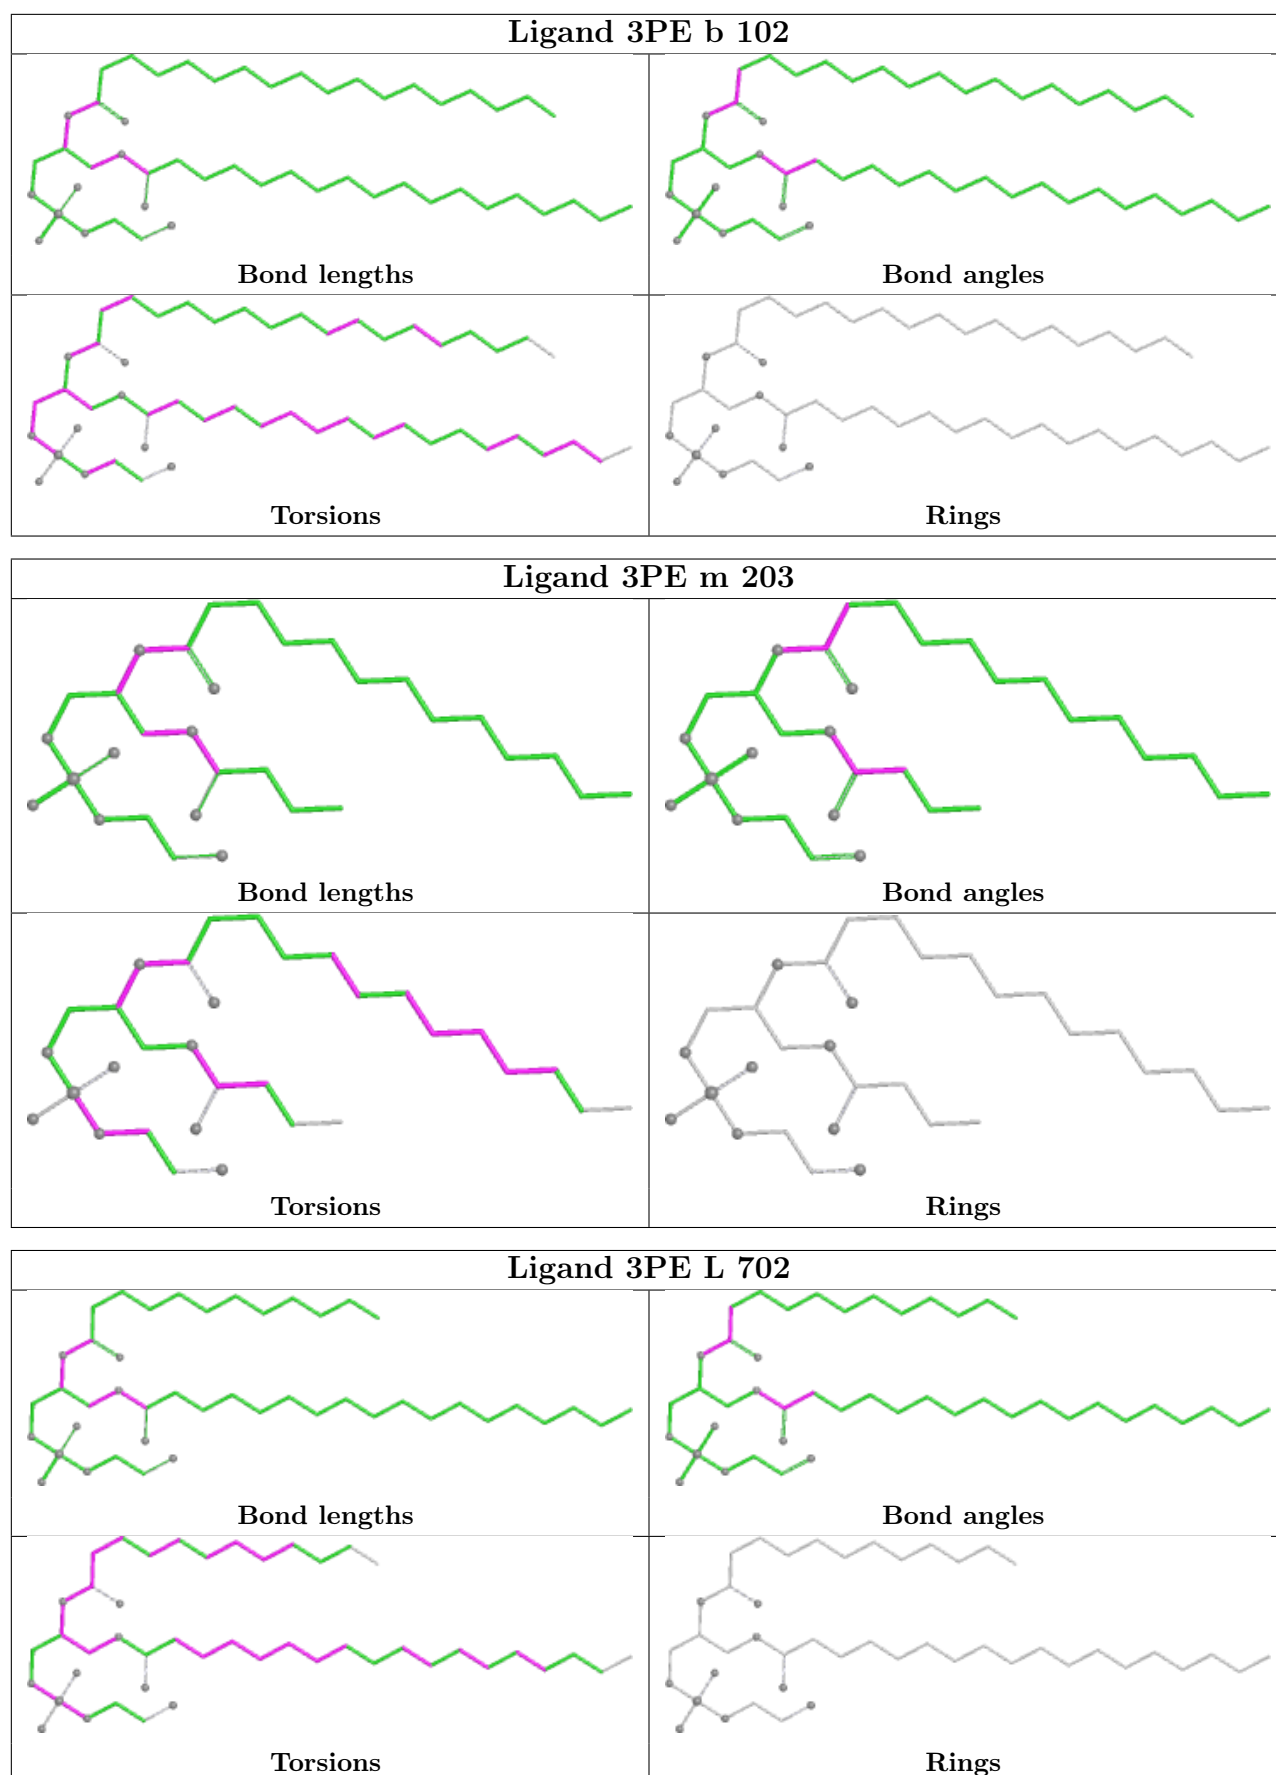 Ligand 3PE b 102
Bond lengths
Bond angles
Torsions
Rings
Ligand 3PE m 203
Bond lengths
Bond angles
Torsions
Rings
Ligand 3PE L 702
Bond lengths
Bond angles
Torsions
Rings